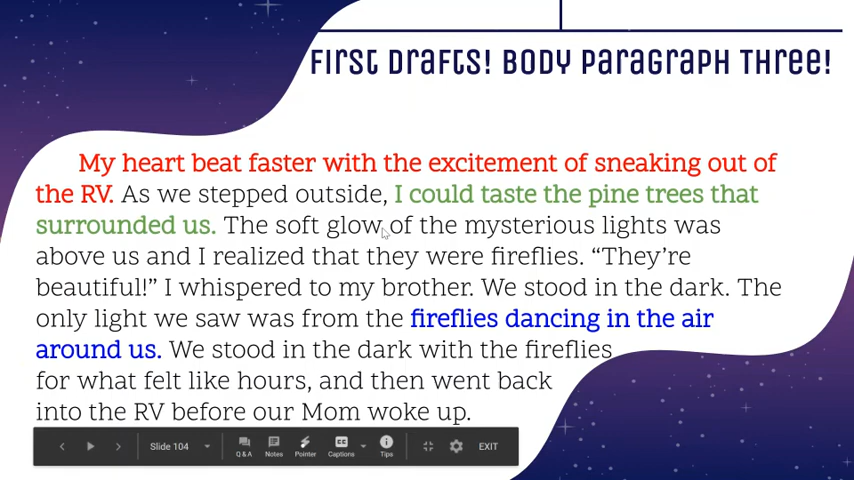 First Drafts! Body Paragraph Three!
My heart beat faster with the excitement of sneaking out of
the RV. As we stepped outside, I could taste the pine trees that
surrounded us. The soft glow of the mysterious lights was
above us and I realized that they were fireflies. “They’re
beautiful!” I whispered to my brother. We stood in the dark. The
only light we saw was from the fireflies dancing in the air
around us. We stood in the dark with the fireflies
for what felt like hours, and then went back
into the RV before our Mom woke up.
Slide 104 Q & A Notes Pointer Captions Tips EXIT